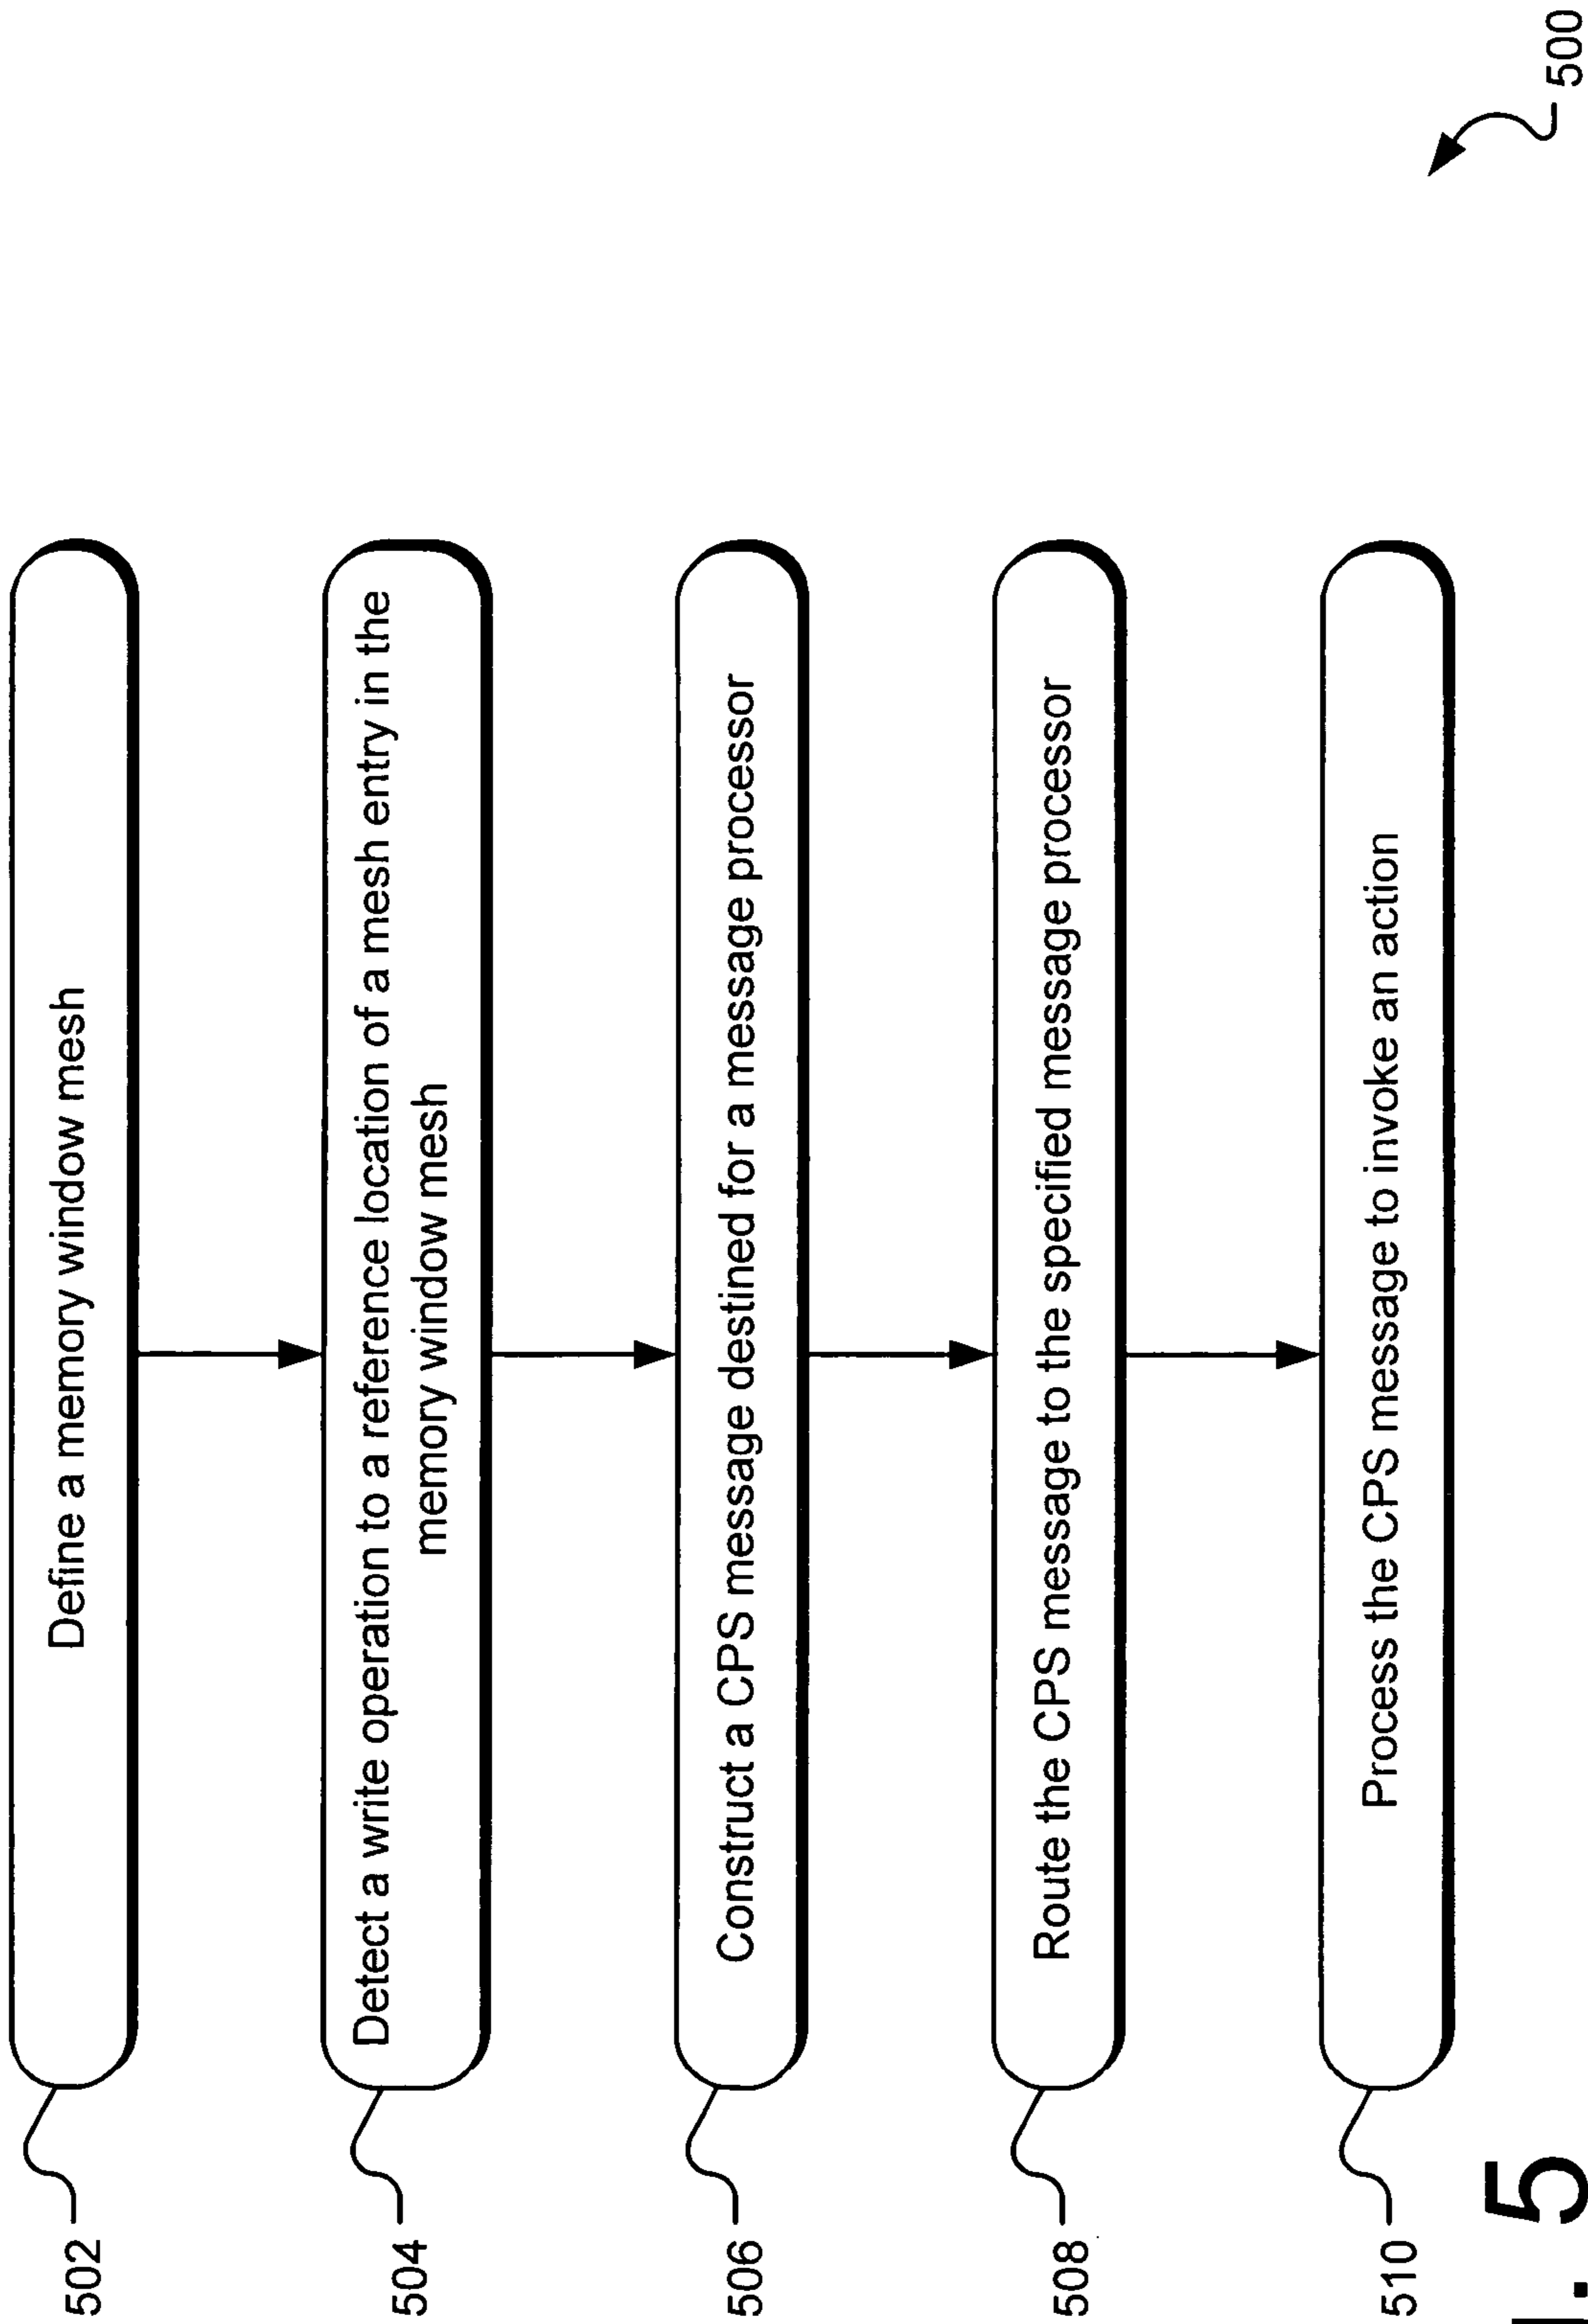 502
Define a memory window mesh
504
Detect a write operation to a reference location of a mesh entry in the
memory window mesh
506
Construct a CPS message destined for a message processor
508
Route the CPS message to the specified message processor
510
Process the CPS message to invoke an action
500
5